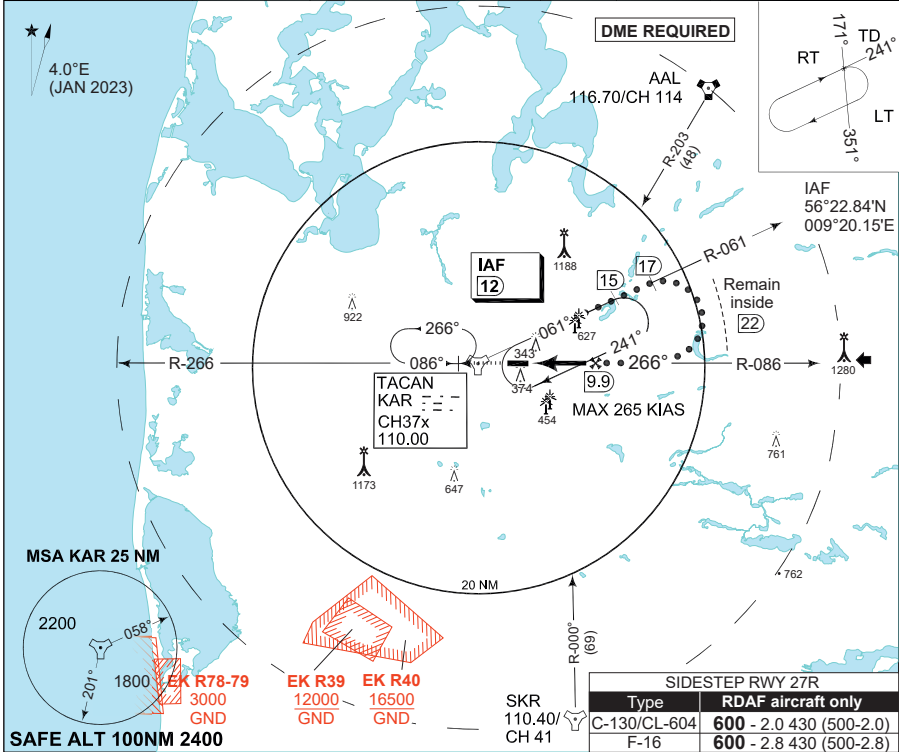 4.0°E
(JAN 2023)
DME REQUIRED
AAL
116.70/CH 114
R-203
(48)
171°
TD
241°
RT
LT
351°
IAF
56°22.84'N
009°20.15'E
IAF
12
1188
15
17
R-061
Remain
inside
22
922
627
061°
266°
343
241°
R-266
086°
266°
R-086
1280
374
9.9
TACAN
KAR
CH37x
110.00
454
MAX 265 KIAS
761
1173
647
762
MSA KAR 25 NM
20 NM
2200
058°
R-000°
(69)
201°
1800
EK R78-79
3000
GND
EK R39
12000
GND
EK R40
16500
GND
SKR
110.40/
CH 41
SAFE ALT 100NM 2400
SIDESTEP RWY 27R
Type RDAF aircraft only
C-130/CL-604 600 - 2.0 430 (500-2.0)
F-16 600 - 2.8 430 (500-2.8)